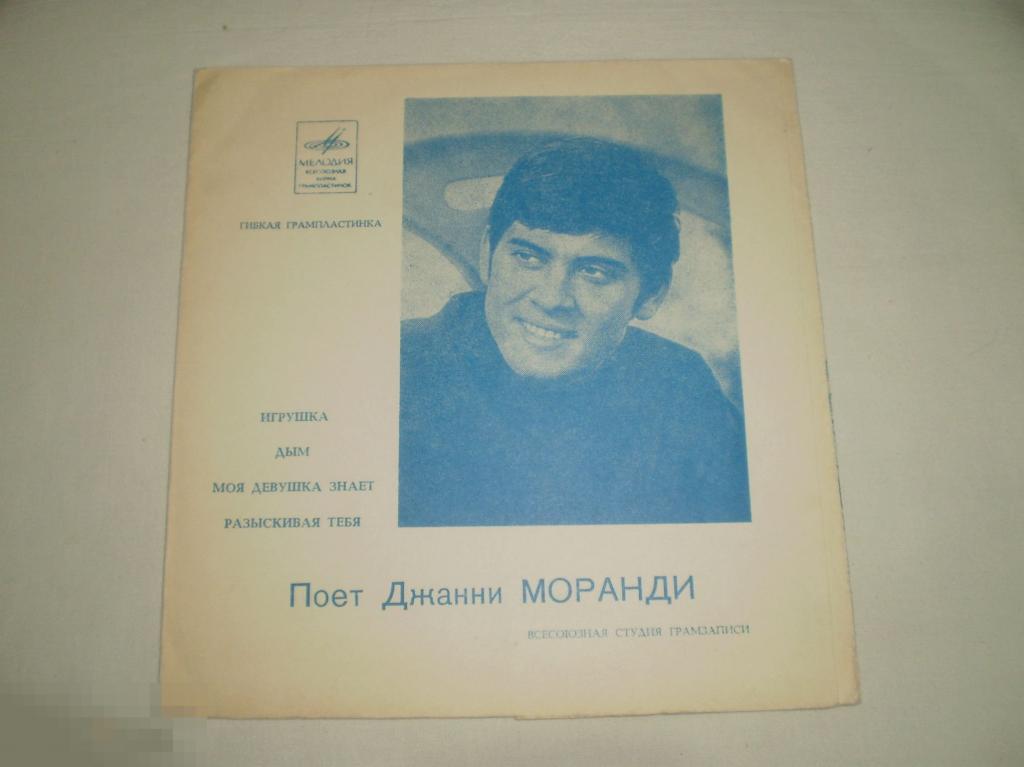 МЕЛОДИЯ
ВСЕСОЮЗНАЯ
ФИРМА
ГРАМПЛАСТИНОК
ГИБКАЯ ГРАМПЛАСТИНКА
ИГРУШКА
ДЫМ
МОЯ ДЕВУШКА ЗНАЕТ
РАЗЫСКИВАЯ ТЕБЯ
Поет Джанни МОРАНДИ
ВСЕСОЮЗНАЯ СТУДИЯ ГРАМЗАПИСИ